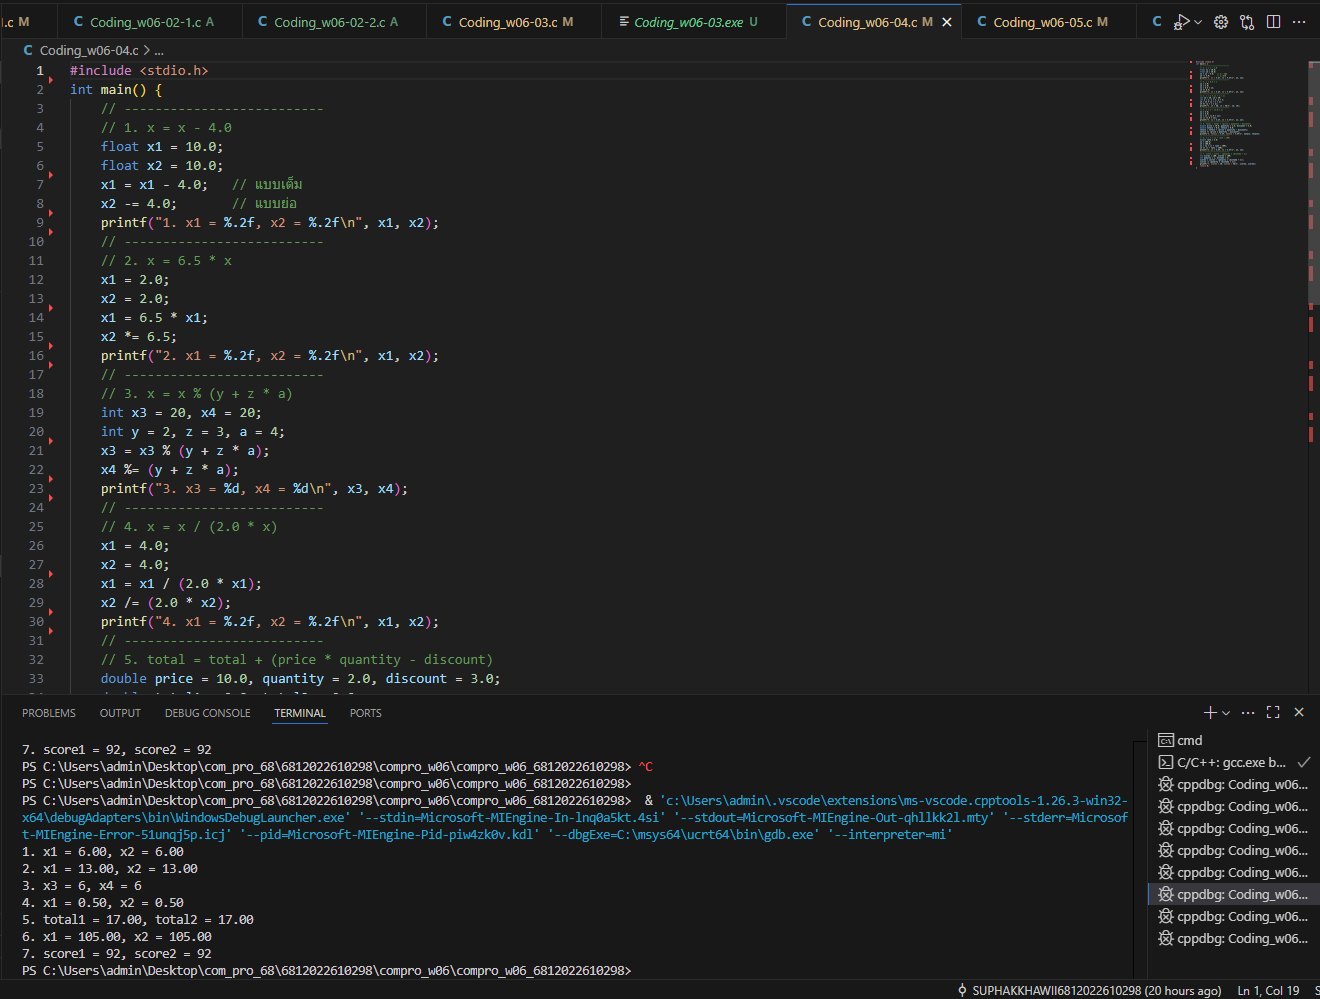 .c M
C Coding_w06-02-1.c A
C Coding_w06-02-2.c A
C Coding_w06-03.c M
Coding_w06-03.exe U
C Coding_w06-04.c M
C Coding_w06-05.c M
C
C Coding_w06-04.c > ...
1 #include <stdio.h>
2 int main() {
3 // --------------------------
4 // 1. x = x - 4.0
5 float x1 = 10.0;
6 float x2 = 10.0;
7 x1 = x1 - 4.0; // แบบเต็ม
8 x2 -= 4.0; // แบบย่อ
9 printf("1. x1 = %.2f, x2 = %.2f\n", x1, x2);
10 // --------------------------
11 // 2. x = 6.5 * x
12 x1 = 2.0;
13 x2 = 2.0;
14 x1 = 6.5 * x1;
15 x2 *= 6.5;
16 printf("2. x1 = %.2f, x2 = %.2f\n", x1, x2);
17 // --------------------------
18 // 3. x = x % (y + z * a)
19 int x3 = 20, x4 = 20;
20 int y = 2, z = 3, a = 4;
21 x3 = x3 % (y + z * a);
22 x4 %= (y + z * a);
23 printf("3. x3 = %d, x4 = %d\n", x3, x4);
24 // --------------------------
25 // 4. x = x / (2.0 * x)
26 x1 = 4.0;
27 x2 = 4.0;
28 x1 = x1 / (2.0 * x1);
29 x2 /= (2.0 * x2);
30 printf("4. x1 = %.2f, x2 = %.2f\n", x1, x2);
31 // --------------------------
32 // 5. total = total + (price * quantity - discount)
33 double price = 10.0, quantity = 2.0, discount = 3.0;
PROBLEMS OUTPUT DEBUG CONSOLE TERMINAL PORTS
7. score1 = 92, score2 = 92
PS C:\Users\admin\Desktop\com_pro_68\6812022610298\compro_w06\compro_w06_6812022610298> ^C
PS C:\Users\admin\Desktop\com_pro_68\6812022610298\compro_w06\compro_w06_6812022610298>
PS C:\Users\admin\Desktop\com_pro_68\6812022610298\compro_w06\compro_w06_6812022610298> & 'c:\Users\admin\.vscode\extensions\ms-vscode.cpptools-1.26.3-win32-
x64\debugAdapters\bin\WindowsDebugLauncher.exe' '--stdin=Microsoft-MIEngine-In-lnq0a5kt.4si' '--stdout=Microsoft-MIEngine-Out-qhllkk2l.mty' '--stderr=Microsof
t-MIEngine-Error-51unqj5p.icj' '--pid=Microsoft-MIEngine-Pid-piw4zk0v.kdl' '--dbgExe=C:\msys64\ucrt64\bin\gdb.exe' '--interpreter=mi'
1. x1 = 6.00, x2 = 6.00
2. x1 = 13.00, x2 = 13.00
3. x3 = 6, x4 = 6
4. x1 = 0.50, x2 = 0.50
5. total1 = 17.00, total2 = 17.00
6. x1 = 105.00, x2 = 105.00
7. score1 = 92, score2 = 92
PS C:\Users\admin\Desktop\com_pro_68\6812022610298\compro_w06\compro_w06_6812022610298>
cmd
C/C++: gcc.exe b...
cppdbg: Coding_w06...
cppdbg: Coding_w06...
cppdbg: Coding_w06...
cppdbg: Coding_w06...
cppdbg: Coding_w06...
cppdbg: Coding_w06...
cppdbg: Coding_w06...
cppdbg: Coding_w06...
SUPHAKKHAWII6812022610298 (20 hours ago) Ln 1, Col 19 S